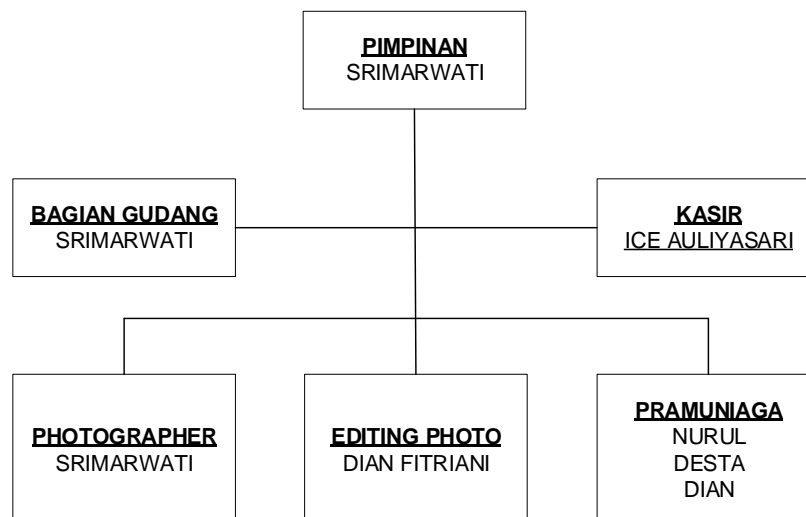 PIMPINAN
SRIMARWATI
BAGIAN GUDANG
SRIMARWATI
KASIR
ICE AULIYASARI
PHOTOGRAPHER
SRIMARWATI
EDITING PHOTO
DIAN FITRIANI
PRAMUNIAGA
NURUL
DESTA
DIAN